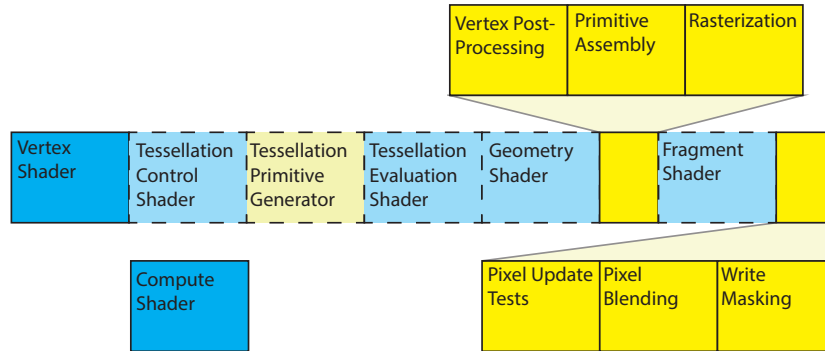 Vertex Post-
Processing
Primitive
Assembly
Rasterization
Vertex
Shader
Tessellation
Control
Shader
Tessellation
Primitive
Generator
Tessellation
Evaluation
Shader
Geometry
Shader
Fragment
Shader
Compute
Shader
Pixel Update
Tests
Pixel
Blending
Write
Masking